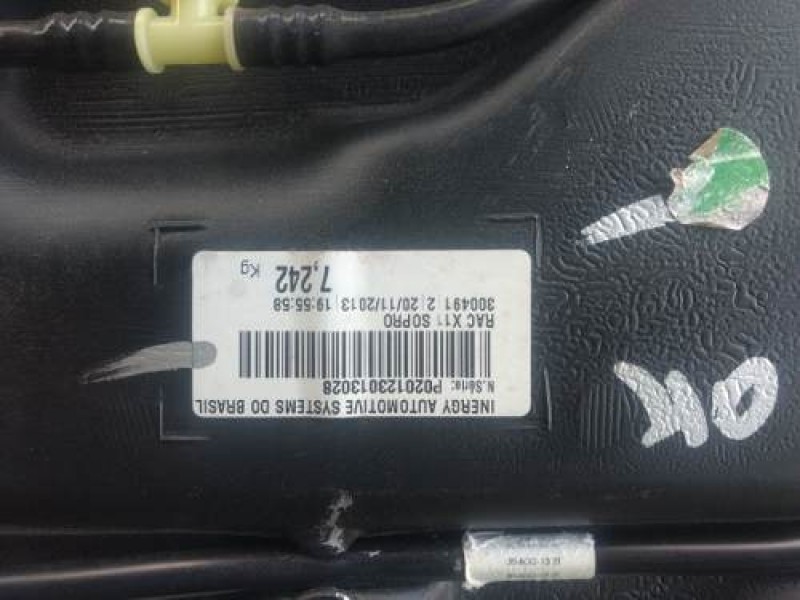 INERGY AUTOMOTIVE SYSTEMS DO BRASIL
N.Série: P0201223013028
RAC X11 SOPRO
300491 2 20/11/2013 19:55:58
7,242 Kg
OK